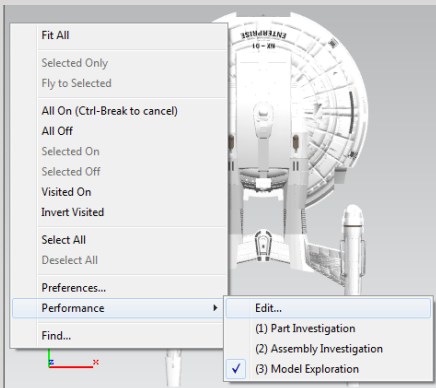 ENTERPRISE
NX-01
Fit All
Selected Only
Fly to Selected
All On (Ctrl-Break to cancel)
All Off
Selected On
Selected Off
Visited On
Invert Visited
Select All
Deselect All
Preferences...
Performance
Find...
Edit...
(1) Part Investigation
(2) Assembly Investigation
(3) Model Exploration
x